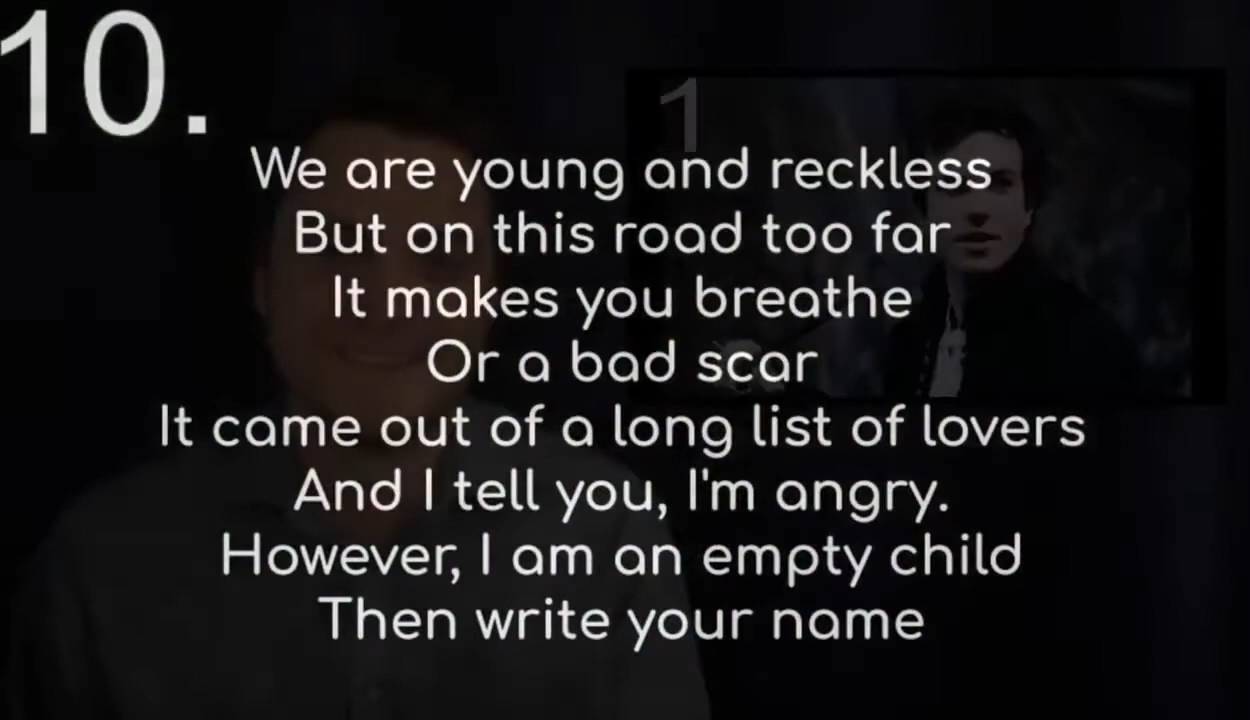 10.
1
We are young and reckless
But on this road too far
It makes you breathe
Or a bad scar
It came out of a long list of lovers
And I tell you, I'm angry.
However, I am an empty child
Then write your name